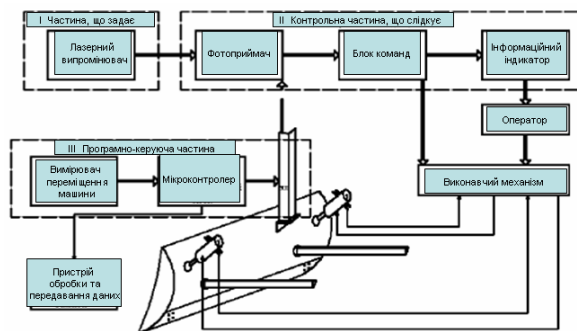 I Частина, що задає
II Контрольна частина, що слідкує
Лазерний
випромінювач
Фотоприймач
Блок команд
Інформаційний
індикатор
Оператор
III Програмно-керуюча частина
Вимірювач
переміщення
машини
Мікроконтролер
Виконавчий механізм
Пристрій
обробки та
передавання даних